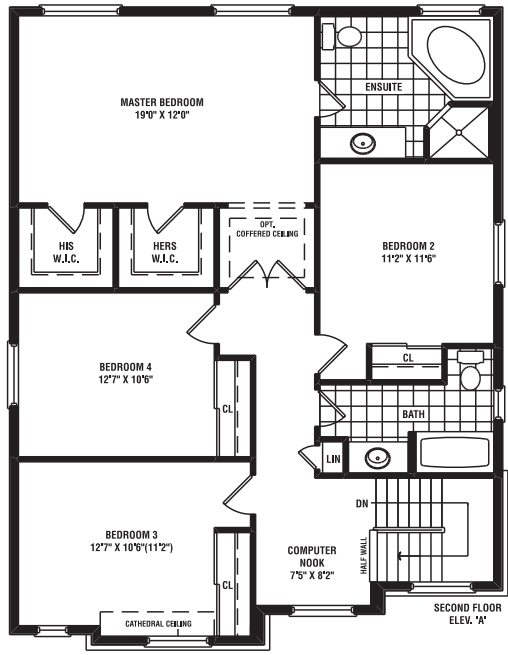 ENSUITE
MASTER BEDROOM
19'0" X 12'0"
OPT.
COFFERED CEILING
HIS
W.I.C.
HERS
W.I.C.
BEDROOM 2
11'2" X 11'6"
CL
BEDROOM 4
12'7" X 10'6"
CL
BATH
LIN
DN
BEDROOM 3
12'7" X 10'6"(11'2")
HALF WALL
COMPUTER
NOOK
7'5" X 8'2"
CL
CATHEDRAL CEILING
SECOND FLOOR
ELEV. 'A'